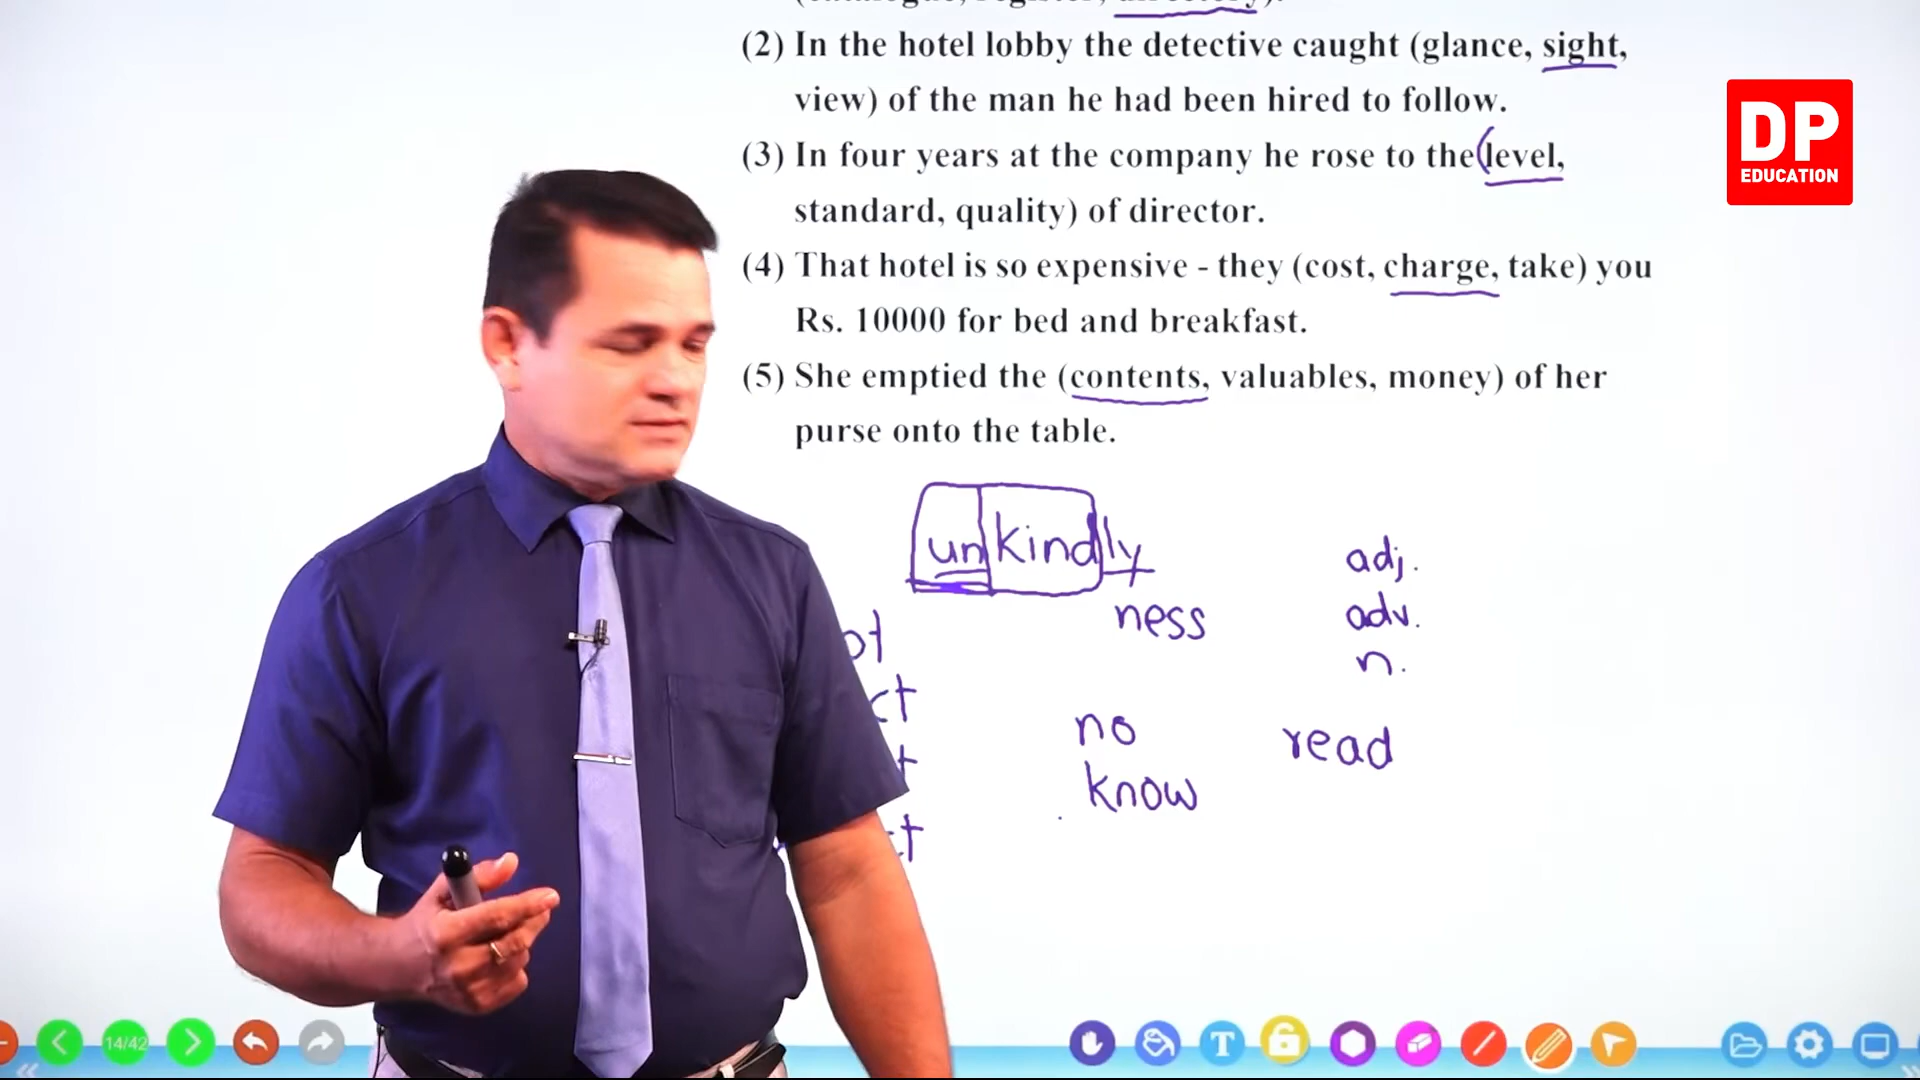 (2) In the hotel lobby the detective caught (glance, sight,
view) of the man he had been hired to follow.
(3) In four years at the company he rose to the (level,
standard, quality) of director.
(4) That hotel is so expensive - they (cost, charge, take) you
Rs. 10000 for bed and breakfast.
(5) She emptied the (contents, valuables, money) of her
purse onto the table.
DP
EDUCATION
unkindly
ness
adj.
adv.
n.
no
know
read
14/42
T